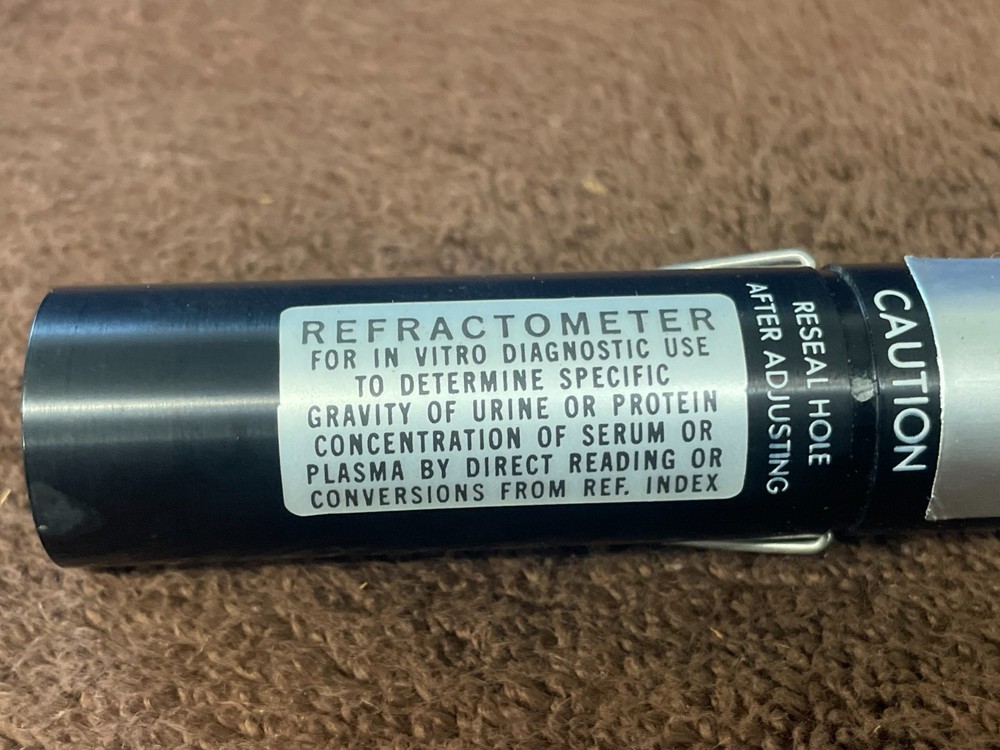 REFRACTOMETER
FOR IN VITRO DIAGNOSTIC USE
TO DETERMINE SPECIFIC
GRAVITY OF URINE OR PROTEIN
CONCENTRATION OF SERUM OR
PLASMA BY DIRECT READING OR
CONVERSIONS FROM REF. INDEX
RESEAL HOLE
AFTER ADJUSTING
CAUTION